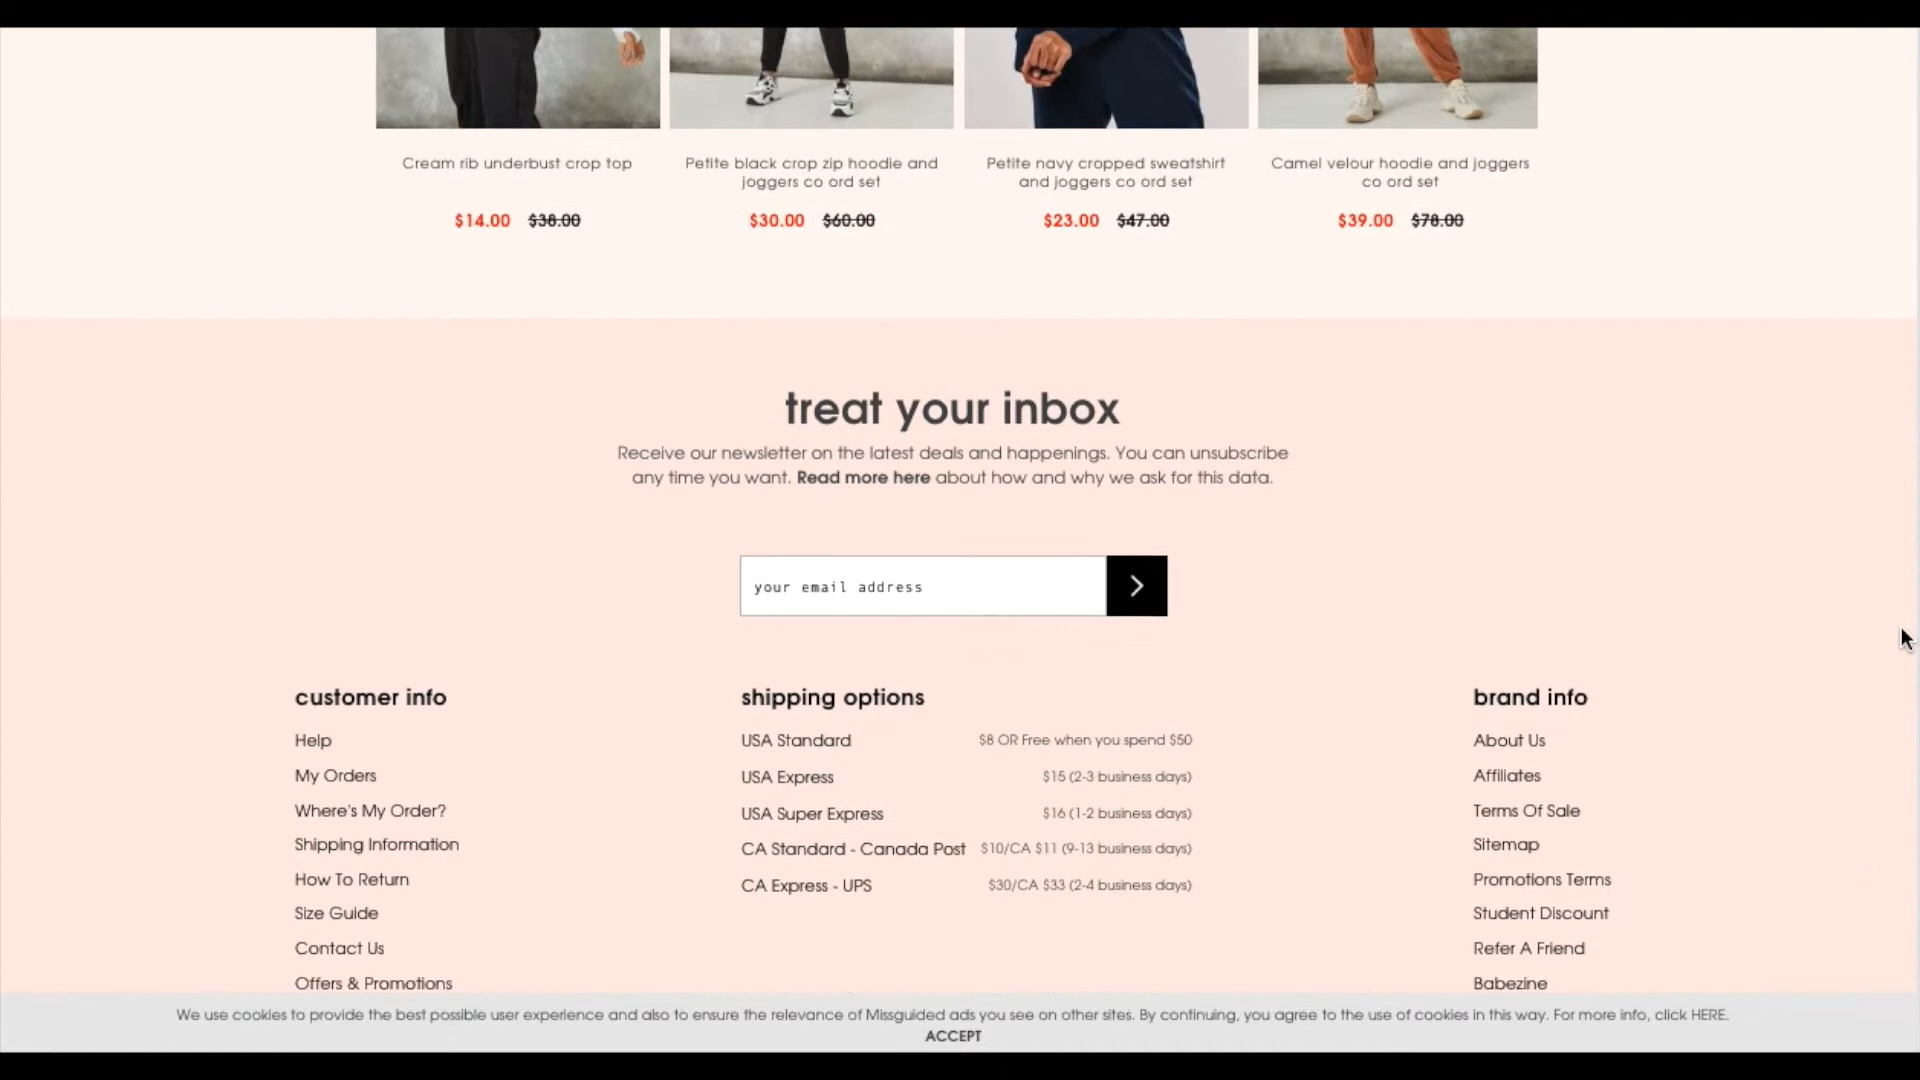 Cream rib underbust crop top
Petite black crop zip hoodie and
joggers co ord set
Petite navy cropped sweatshirt
and joggers co ord set
Camel velour hoodie and joggers
co ord set
$14.00 $38.00
$30.00 $60.00
$23.00 $47.00
$39.00 $78.00
treat your inbox
Receive our newsletter on the latest deals and happenings. You can unsubscribe
any time you want. Read more here about how and why we ask for this data.
your email address
customer info
Help
My Orders
Where's My Order?
Shipping Information
How To Return
Size Guide
Contact Us
Offers & Promotions
shipping options
USA Standard $8 OR Free when you spend $50
USA Express $15 (2-3 business days)
USA Super Express $16 (1-2 business days)
CA Standard - Canada Post $10/CA $11 (9-13 business days)
CA Express - UPS $30/CA $33 (2-4 business days)
brand info
About Us
Affiliates
Terms Of Sale
Sitemap
Promotions Terms
Student Discount
Refer A Friend
Babezine
We use cookies to provide the best possible user experience and also to ensure the relevance of Missguided ads you see on other sites. By continuing, you agree to the use of cookies in this way. For more info, click HERE.
ACCEPT